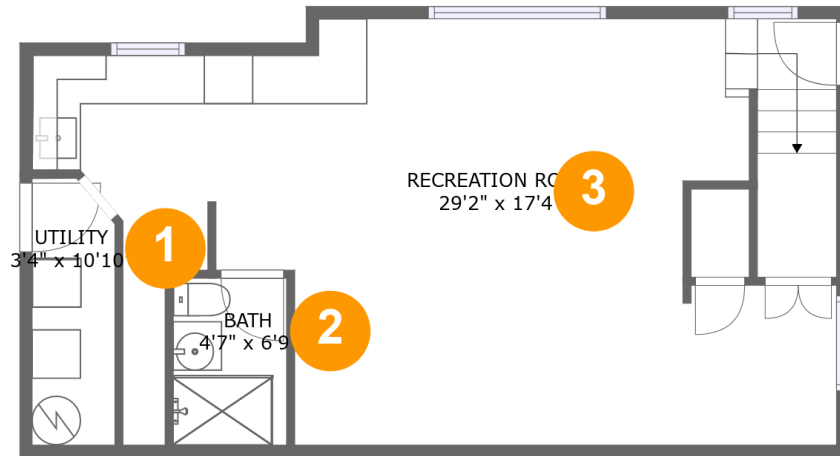 RECREATION RO
29'2" x 17'4
3
UTILITY
3'4" x 10'10
1
BATH
4'7" x 6'9
2